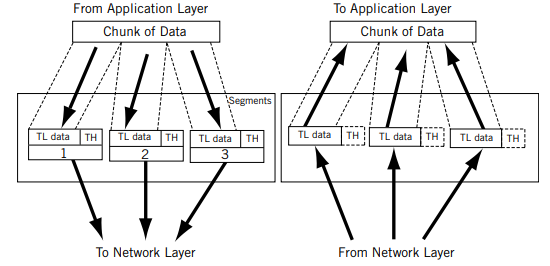 From Application Layer
Chunk of Data
Segments
TL data TH
1
TL data TH
2
TL data TH
3
To Network Layer
To Application Layer
Chunk of Data
TL data TH
TL data TH
TL data TH
From Network Layer